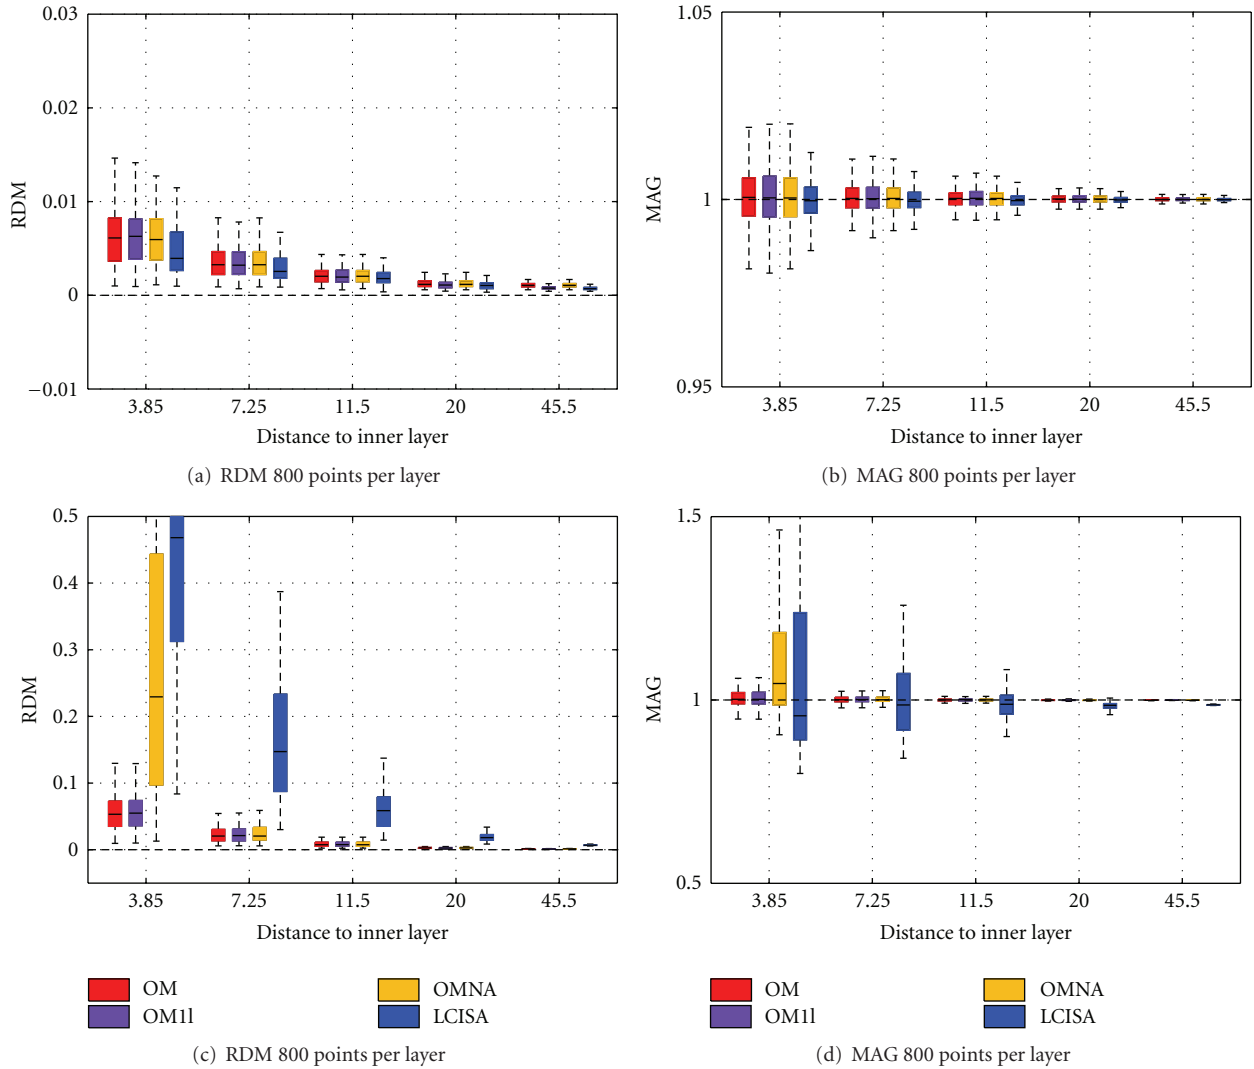 0.03
0.02
0.01
0
−0.01
RDM
3.85 7.25 11.5 20 45.5
Distance to inner layer
(a) RDM 800 points per layer
1.05
1
0.95
MAG
3.85 7.25 11.5 20 45.5
Distance to inner layer
(b) MAG 800 points per layer
0.5
0.4
0.3
0.2
0.1
0
RDM
3.85 7.25 11.5 20 45.5
Distance to inner layer
OM
OM1l
OMNA
LCISA
(c) RDM 800 points per layer
1.5
1
0.5
MAG
3.85 7.25 11.5 20 45.5
Distance to inner layer
OM
OM1l
OMNA
LCISA
(d) MAG 800 points per layer